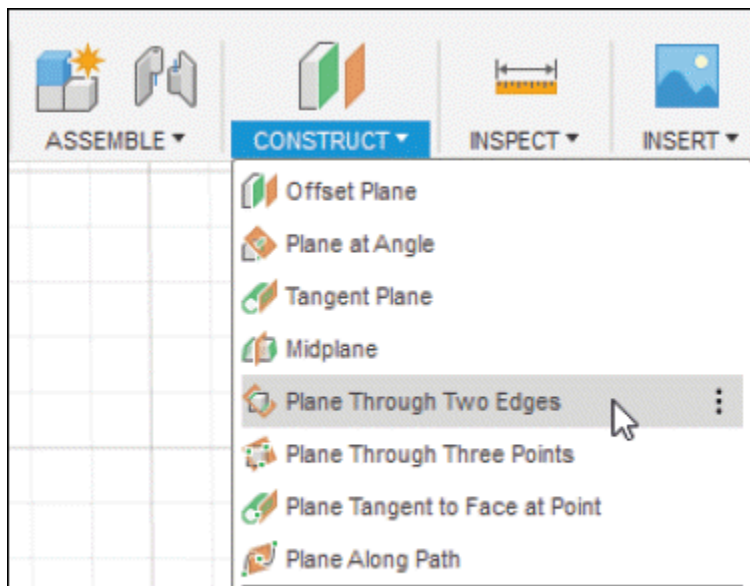 ASSEMBLE CONSTRUCT INSPECT INSERT
Offset Plane
Plane at Angle
Tangent Plane
Midplane
Plane Through Two Edges
Plane Through Three Points
Plane Tangent to Face at Point
Plane Along Path